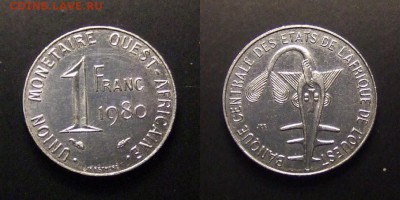 COINS.LAVE.RU
UNION MONETAIRE OUEST-AFRICAINE
1 FRANC
1980
BANQUE CENTRALE DES ETATS DE L'AFRIQUE DE L'OUEST